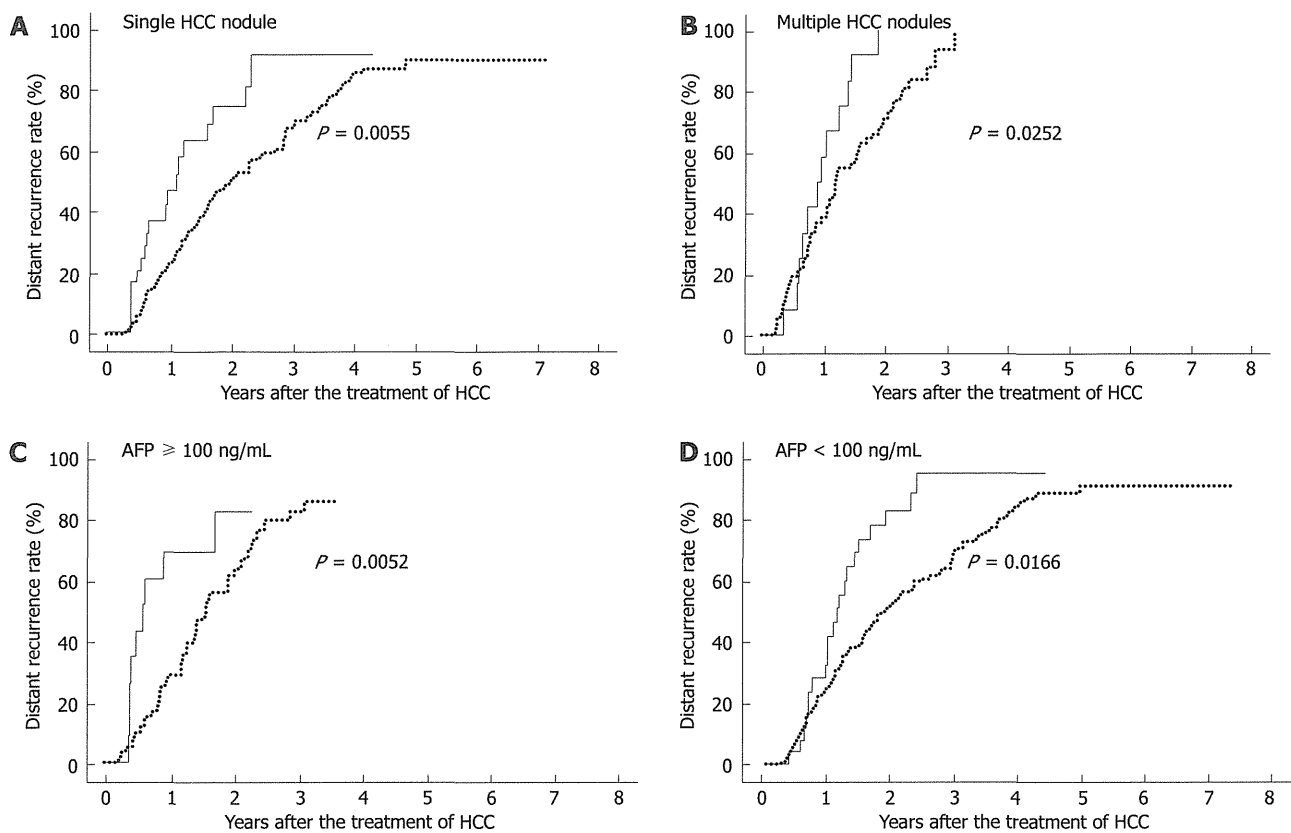 A Single HCC nodule
100
80
60
40
20
0
Distant recurrence rate (%)
P = 0.0055
0 1 2 3 4 5 6 7 8
Years after the treatment of HCC
B Multiple HCC nodules
100
80
60
40
20
0
Distant recurrence rate (%)
P = 0.0252
0 1 2 3 4 5 6 7 8
Years after the treatment of HCC
C AFP ⩾ 100 ng/mL
100
80
60
40
20
0
Distant recurrence rate (%)
P = 0.0052
0 1 2 3 4 5 6 7 8
Years after the treatment of HCC
D AFP < 100 ng/mL
100
80
60
40
20
0
Distant recurrence rate (%)
P = 0.0166
0 1 2 3 4 5 6 7 8
Years after the treatment of HCC